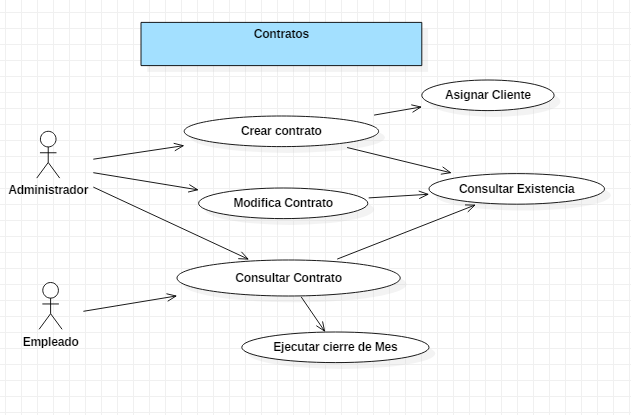 Contratos
Asignar Cliente
Crear contrato
Administrador
Consultar Existencia
Modifica Contrato
Consultar Contrato
Empleado
Ejecutar cierre de Mes